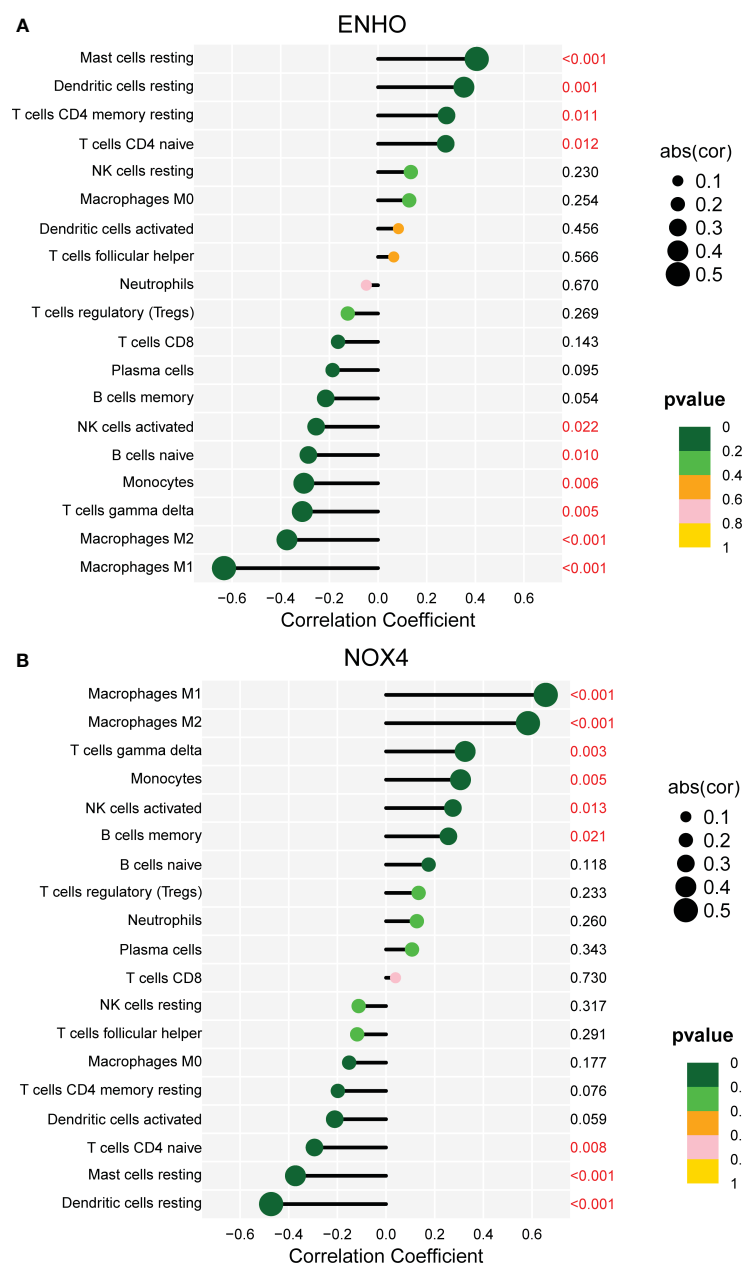 A
ENHO
Mast cells resting <0.001
Dendritic cells resting 0.001
T cells CD4 memory resting 0.011
T cells CD4 naive 0.012
NK cells resting 0.230
Macrophages M0 0.254
Dendritic cells activated 0.456
T cells follicular helper 0.566
Neutrophils 0.670
T cells regulatory (Tregs) 0.269
T cells CD8 0.143
Plasma cells 0.095
B cells memory 0.054
NK cells activated 0.022
B cells naive 0.010
Monocytes 0.006
T cells gamma delta 0.005
Macrophages M2 <0.001
Macrophages M1 <0.001
−0.6 −0.4 −0.2 0.0 0.2 0.4 0.6
Correlation Coefficient
abs(cor)
0.1
0.2
0.3
0.4
0.5
pvalue
0
0.2
0.4
0.6
0.8
1
B
NOX4
Macrophages M1 <0.001
Macrophages M2 <0.001
T cells gamma delta 0.003
Monocytes 0.005
NK cells activated 0.013
B cells memory 0.021
B cells naive 0.118
T cells regulatory (Tregs) 0.233
Neutrophils 0.260
Plasma cells 0.343
T cells CD8 0.730
NK cells resting 0.317
T cells follicular helper 0.291
Macrophages M0 0.177
T cells CD4 memory resting 0.076
Dendritic cells activated 0.059
T cells CD4 naive 0.008
Mast cells resting <0.001
Dendritic cells resting <0.001
−0.6 −0.4 −0.2 0.0 0.2 0.4 0.6
Correlation Coefficient
abs(cor)
0.1
0.2
0.3
0.4
0.5
pvalue
0
0.
0.
0.
0.
1